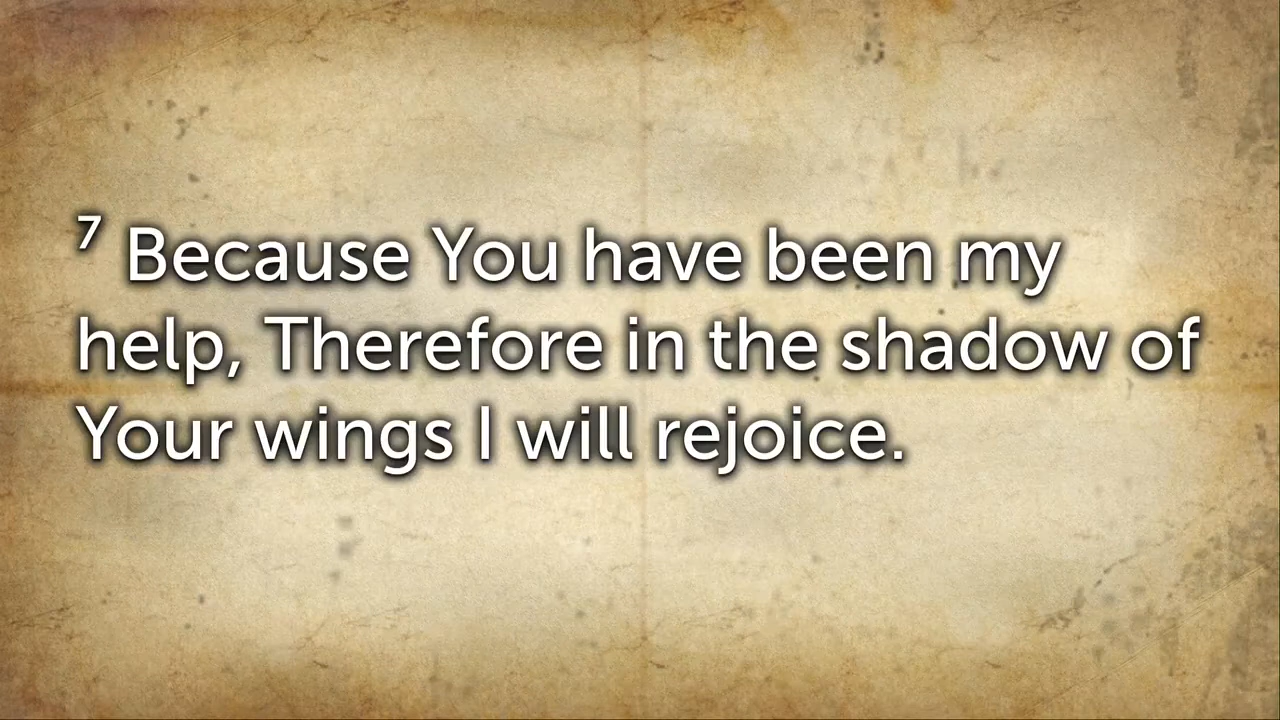 ⁷ Because You have been my
help, Therefore in the shadow of
Your wings I will rejoice.